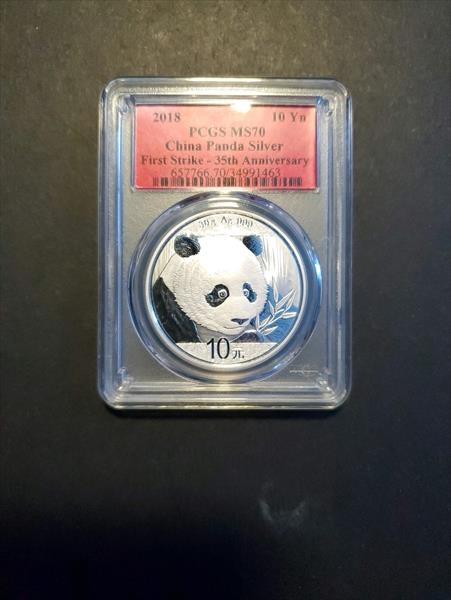 2018 10 Yn
PCGS MS70
China Panda Silver
First Strike - 35th Anniversary
657766.70/34991463
30g Ag .999
10元